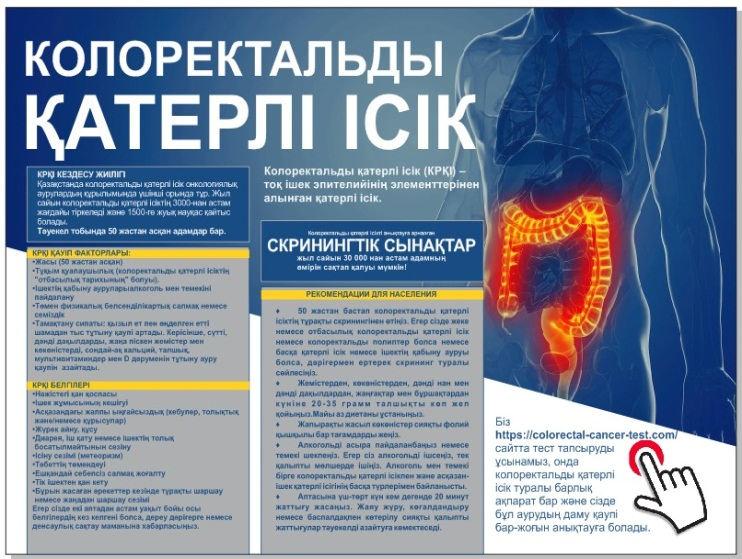 КОЛОРЕКТАЛЬДЫ
ҚАТЕРЛІ ІСІК
КРҚІ КЕЗДЕСУ ЖИІЛІГІ
Қазақстанда колоректальды қатерлі ісік онкологиялық
аурулардың құрылымында үшінші орында тұр. Жыл
сайын колоректальды қатерлі ісіктің 3000-нан астам
жағдайы тіркеледі және 1500-ге жуық науқас қайтыс
болады.
Тәуекел тобында 50 жастан асқан адамдар бар.
КРҚІ ҚАУІП ФАКТОРЛАРЫ:
•Жасы (50 жастан асқан)
•Тұқым қуалаушылық (колоректальды қатерлі ісіктің
"отбасылық тарихының" болуы).
•Ішектің қабыну ауруларыалкоголь мен темекіні
пайдалану
•Төмен физикалық белсенділікартық салмақ немесе
семіздік
•Тамақтану сипаты: қызыл ет пен өңделген етті
шамадан тыс тұтыну қаупі артады. Керісінше, сүтті,
дәнді дақылдарды, жаңа піскен жемістер мен
көкөністерді, сондай-ақ кальций, талшық,
мультивитаминдер мен D дәруменін тұтыну ауру
қаупін азайтады.
КРҚІ БЕЛГІЛЕРІ
•Нәжістегі қан қоспасы
•Ішек жұмысының кешігуі
•Асқазандағы жалпы ыңғайсыздық (кебулер, толықтық
және/немесе құрысулар)
•Жүрек айну, құсу
•Диарея, іш қату немесе ішектің толық
босатылмайтынын сезіну
•Ісіну сезімі (метеоризм)
•Тәбеттің төмендеуі
•Ешқандай себепсіз салмақ жоғалту
•Тік ішектен қан кету
•Бұрын жасаған әрекеттер кезінде тұрақты шаршау
немесе жаңадан шаршау сезімі
Егер сізде екі аптадан астам уақыт бойы осы
белгілердің кез келгені болса, дереу дәрігерге немесе
денсаулық сақтау маманына хабарласыңыз.
Колоректальды қатерлі ісік (КРҚІ) –
тоқ ішек эпителийінің элементтерінен
алынған қатерлі ісік.
Колоректальды қатерлі ісікті анықтауға арналған
СКРИНИНГТІК СЫНАҚТАР
жыл сайын 30 000 нан астам адамның
өмірін сақтап қалуы мүмкін!
РЕКОМЕНДАЦИИ ДЛЯ НАСЕЛЕНИЯ
♦ 50 жастан бастап колоректальды қатерлі
ісіктің тұрақты скринингінен өтіңіз. Егер сізде жеке
немесе отбасылық колоректальды қатерлі ісік
немесе колоректальды полиптер болса немесе
басқа қатерлі ісік немесе ішектің қабыну ауруы
болса, дәрігермен ертерек скрининг туралы
сөйлесіңіз.
♦ Жемістерден, көкөністерден, дәнді нан мен
дәнді дақылдардан, жаңғақтар мен бұршақтардан
күніне 20-35 грамм талшықты көп жеп
қойыңыз.Майы аз диетаны ұстаныңыз.
♦ Жапырақты жасыл көкөністер сияқты фолий
қышқылы бар тағамдарды жеңіз.
♦ Алкогольді асыра пайдаланбаңыз немесе
темекі шекпеңіз. Егер сіз алкогольді ішсеңіз, тек
қалыпты мөлшерде ішіңіз. Алкоголь мен темекі
бірге колоректальді қатерлі ісікпен және асқазан-
ішек қатерлі ісігінің басқа түрлерімен байланысты.
♦ Аптасына үш-төрт күн кем дегенде 20 минут
жаттығу жасаңыз. Жаяу жүру, көгалдандыру
немесе баспалдақпен көтерілу сияқты қалыпты
жаттығулар тәуекелді азайтуға көмектеседі.
Біз
https://colorectal-cancer-test.com/
сайтта тест тапсыруды
ұсынамыз, онда
колоректальды қатерлі
ісік туралы барлық
ақпарат бар және сізде
бұл аурудың даму қаупі
бар-жоғын анықтауға болады.